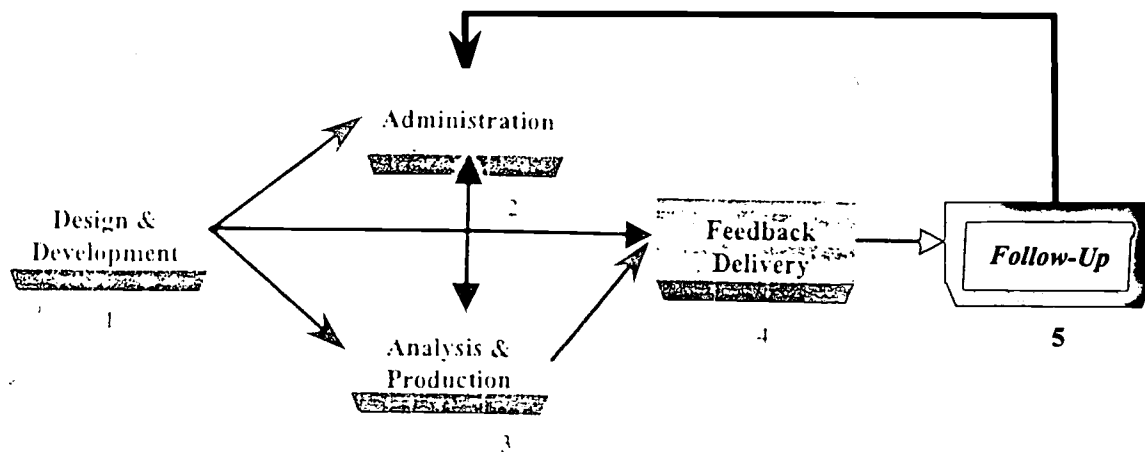 Administration
2
Design &
Development
1
Feedback
Delivery
4
Follow-Up
5
Analysis &
Production
3